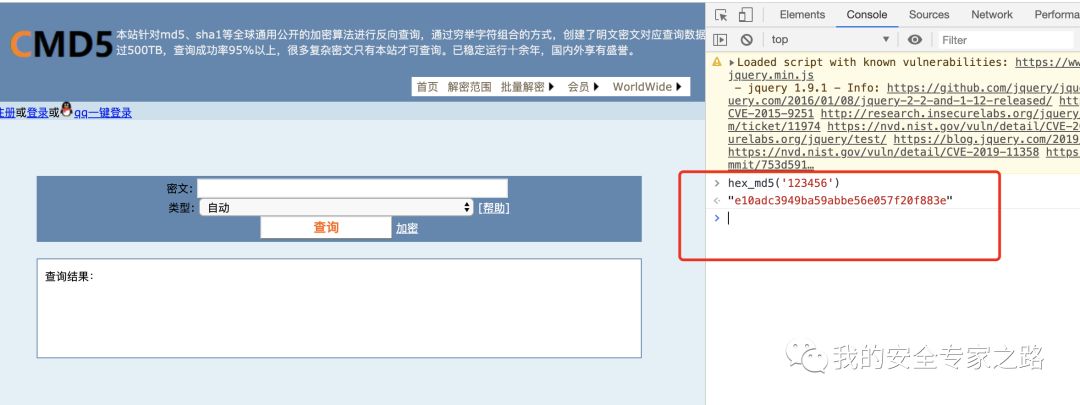 CMD5
本站针对md5、sha1等全球通用公开的加密算法进行反向查询，通过穷举字符组合的方式，创建了明文密文对应查询数据
过500TB，查询成功率95%以上，很多复杂密文只有本站才可查询。已稳定运行十余年，国内外享有盛誉。
首页 解密范围 批量解密 会员 WorldWide
注册或登录或qq一键登录
密文:
类型: 自动 [帮助]
查询 加密
查询结果:
Elements Console Sources Network Performa
top Filter
Loaded script with known vulnerabilities: https://ww
jquery.min.js
- jquery 1.9.1 - Info: https://github.com/jquery/jqu
uery.com/2016/01/08/jquery-2-2-and-1-12-released/ htt
CVE-2015-9251 http://research.insecurelabs.org/jquery
m/ticket/11974 https://nvd.nist.gov/vuln/detail/CVE-20
urelabs.org/jquery/test/ https://blog.jquery.com/2019
https://nvd.nist.gov/vuln/detail/CVE-2019-11358 https
mmit/753d591…
hex_md5('123456')
"e10adc3949ba59abbe56e057f20f883e"
我的安全专家之路